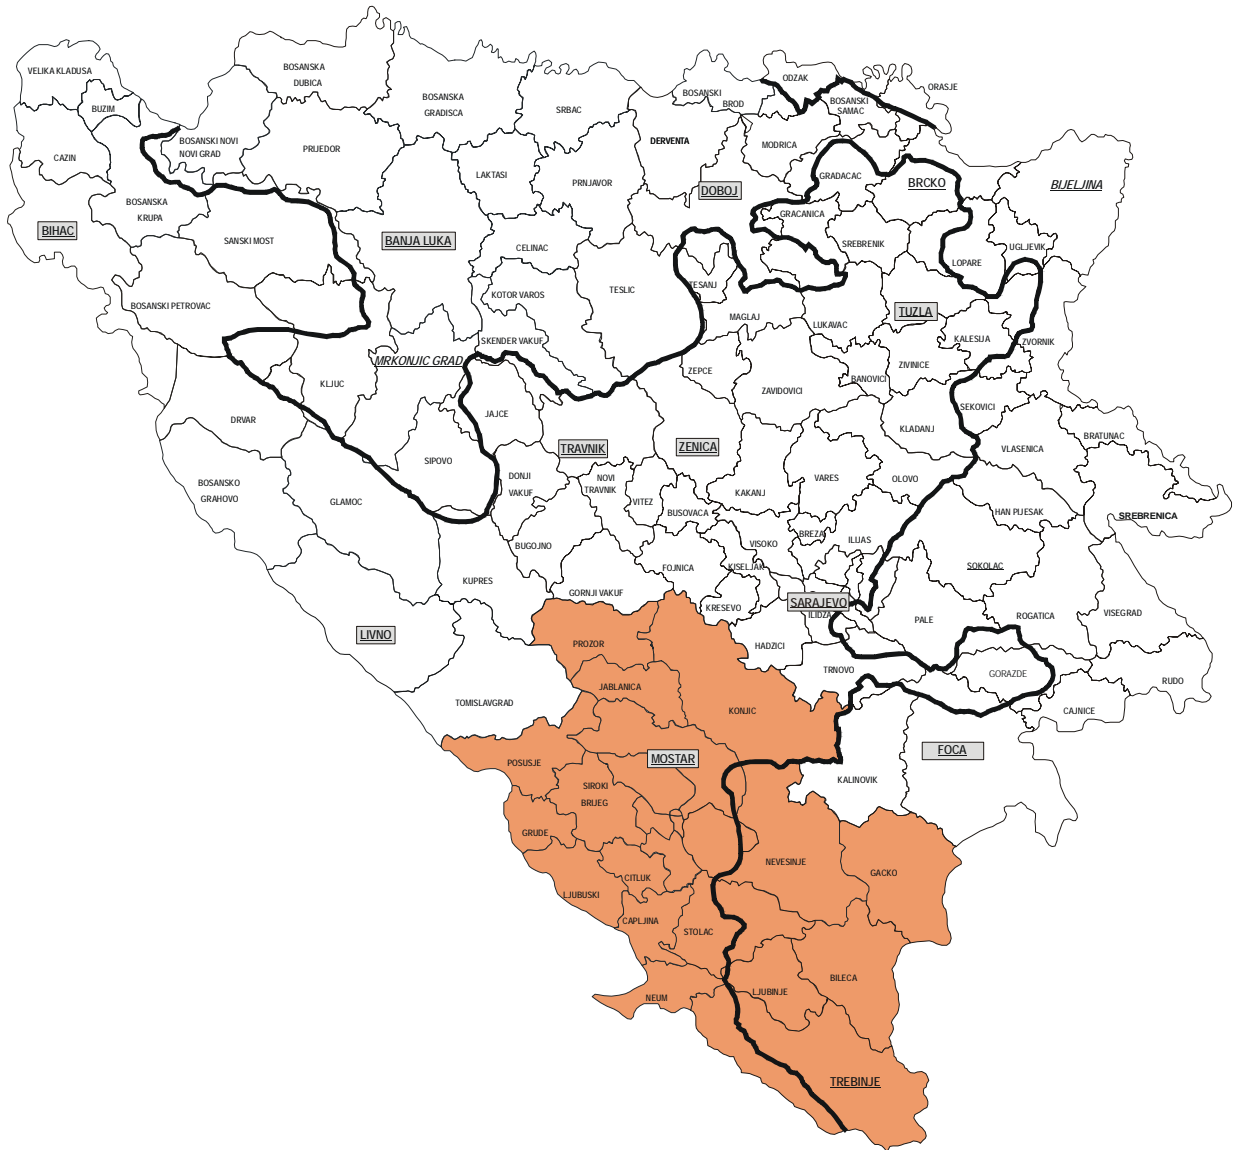 VELIKA KLADUSA
BUZIM
CAZIN
BIHAC
BOSANSKA
DUBICA
BOSANSKI NOVI
NOVI GRAD
PRIJEDOR
BOSANSKA
KRUPA
SANSKI MOST
BOSANSKI PETROVAC
BOSANSKA
GRADISCA
SRBAC
LAKTASI
PRNJAVOR
BANJA LUKA
CELINAC
KOTOR VAROS
SKENDER VAKUF
TESLIC
MRKONJIC GRAD
KLJUC
DRVAR
JAJCE
SIPOVO
BOSANSKO
GRAHOVO
GLAMOC
BOSANSKI
BROD
DERVENTA
DOBOJ
ODZAK
BOSANSKI
SAMAC
ORASJE
MODRICA
GRADACAC
BRCKO
BIJELJINA
GRACANICA
SREBRENIK
LOPARE
UGLJEVIK
TESANJ
MAGLAJ
LUKAVAC
TUZLA
KALESIJA
ZVORNIK
ZEPCE
ZAVIDOVICI
BANOVICI
ZIVINICE
SEKOVICI
KLADANJ
VLASENICA
BRATUNAC
TRAVNIK
ZENICA
DONJI
VAKUF
NOVI
TRAVNIK
VITEZ
BUSOVACA
KAKANJ
VARES
OLOVO
HAN PIJESAK
SREBRENICA
BUGOJNO
FOJNICA
VISOKO
BREZA
ILIJAS
KISELJAK
SOKOLAC
KUPRES
GORNJI VAKUF
KRESEVO
SARAJEVO
ILIDZA
PALE
ROGATICA
VISEGRAD
LIVNO
PROZOR
HADZICI
TRNOVO
GORAZDE
RUDO
CAJNICE
TOMISLAVGRAD
JABLANICA
KONJIC
FOCA
POSUSJE
MOSTAR
KALINOVIK
SIROKI
BRIJEG
GRUDE
NEVESINJE
GACKO
CITLUK
LJUBUSKI
CAPLJINA
STOLAC
BILECA
NEUM
LJUBINJE
TREBINJE